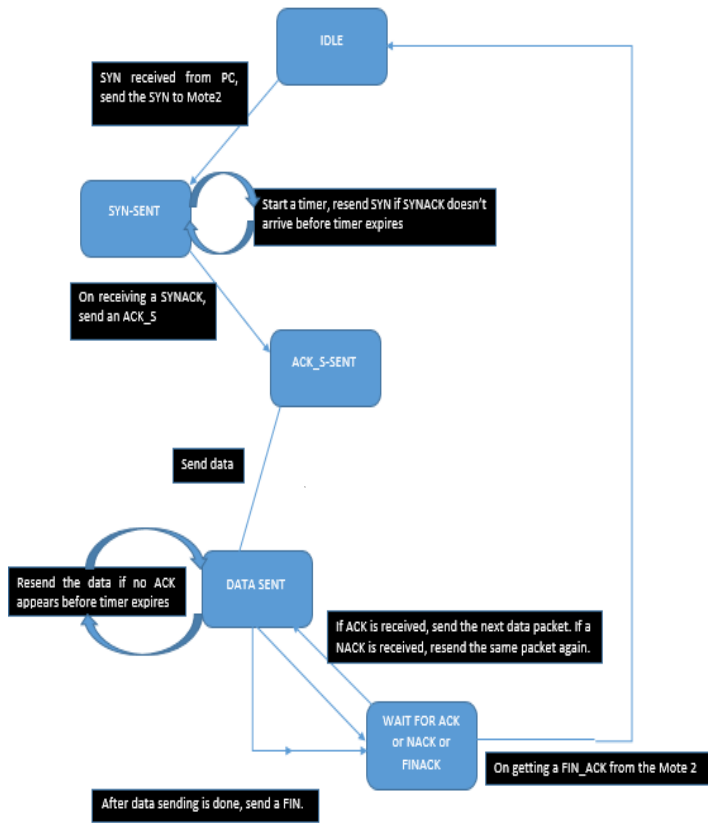 IDLE
SYN received from PC,
send the SYN to Mote2
SYN-SENT
Start a timer, resend SYN if SYNACK doesn't
arrive before timer expires
On receiving a SYNACK,
send an ACK_S
ACK_S-SENT
Send data
Resend the data if no ACK
appears before timer expires
DATA SENT
If ACK is received, send the next data packet. If a
NACK is received, resend the same packet again.
WAIT FOR ACK
or NACK or
FINACK
On getting a FIN_ACK from the Mote 2
After data sending is done, send a FIN.